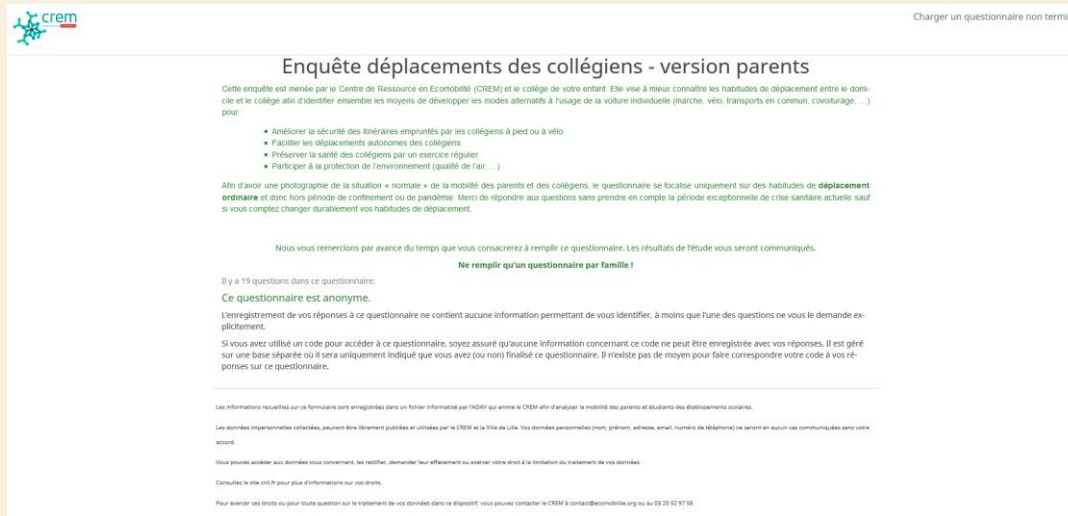 crem
Charger un questionnaire non termi
Enquête déplacements des collégiens - version parents
Cette enquête est menée par le Centre de Ressource en Ecomobilité (CREM) et le collège de votre enfant. Elle vise à mieux connaître les habitudes de déplacement entre le domi-
cile et le collège afin d'identifier ensemble les moyens de développer les modes alternatifs à l'usage de la voiture individuelle (marche, vélo, transports en commun, covoiturage, …)
pour :
• Améliorer la sécurité des itinéraires empruntés par les collégiens à pied ou à vélo
• Faciliter les déplacements autonomes des collégiens
• Préserver la santé des collégiens par un exercice régulier
• Participer à la protection de l'environnement (qualité de l'air, …)
Afin d'avoir une photographie de la situation « normale » de la mobilité des parents et des collégiens, le questionnaire se focalise uniquement sur des habitudes de déplacement
ordinaire et donc hors période de confinement ou de pandémie. Merci de répondre aux questions sans prendre en compte la période exceptionnelle de crise sanitaire actuelle sauf
si vous comptez changer durablement vos habitudes de déplacement.
Nous vous remercions par avance du temps que vous consacrerez à remplir ce questionnaire. Les résultats de l'étude vous seront communiqués.
Ne remplir qu'un questionnaire par famille !
Il y a 19 questions dans ce questionnaire.
Ce questionnaire est anonyme.
L'enregistrement de vos réponses à ce questionnaire ne contient aucune information permettant de vous identifier, à moins que l'une des questions ne vous le demande ex-
plicitement.
Si vous avez utilisé un code pour accéder à ce questionnaire, soyez assuré qu'aucune information concernant ce code ne peut être enregistrée avec vos réponses. Il est géré
sur une base séparée où il sera uniquement indiqué que vous avez (ou non) finalisé ce questionnaire. Il n'existe pas de moyen pour faire correspondre votre code à vos ré-
ponses sur ce questionnaire.
Les informations recueillies sur ce formulaire sont enregistrées dans un fichier informatisé par l'ADAV qui anime le CREM afin d'analyser la mobilité des parents et étudiants des établissements scolaires.
Les données impersonnelles collectées, peuvent être librement publiées et utilisées par le CREM et la Ville de Lille. Vos données personnelles (nom, prénom, adresse, email, numéro de téléphone) ne seront en aucun cas communiquées sans votre
accord.
Vous pouvez accéder aux données vous concernant, les rectifier, demander leur effacement ou exercer votre droit à la limitation du traitement de vos données.
Consultez le site cnil.fr pour plus d'informations sur vos droits.
Pour exercer ces droits ou pour toute question sur le traitement de vos données dans ce dispositif, vous pouvez contacter le CREM à contact@ecomobilite.org ou au 03 20 52 97 58